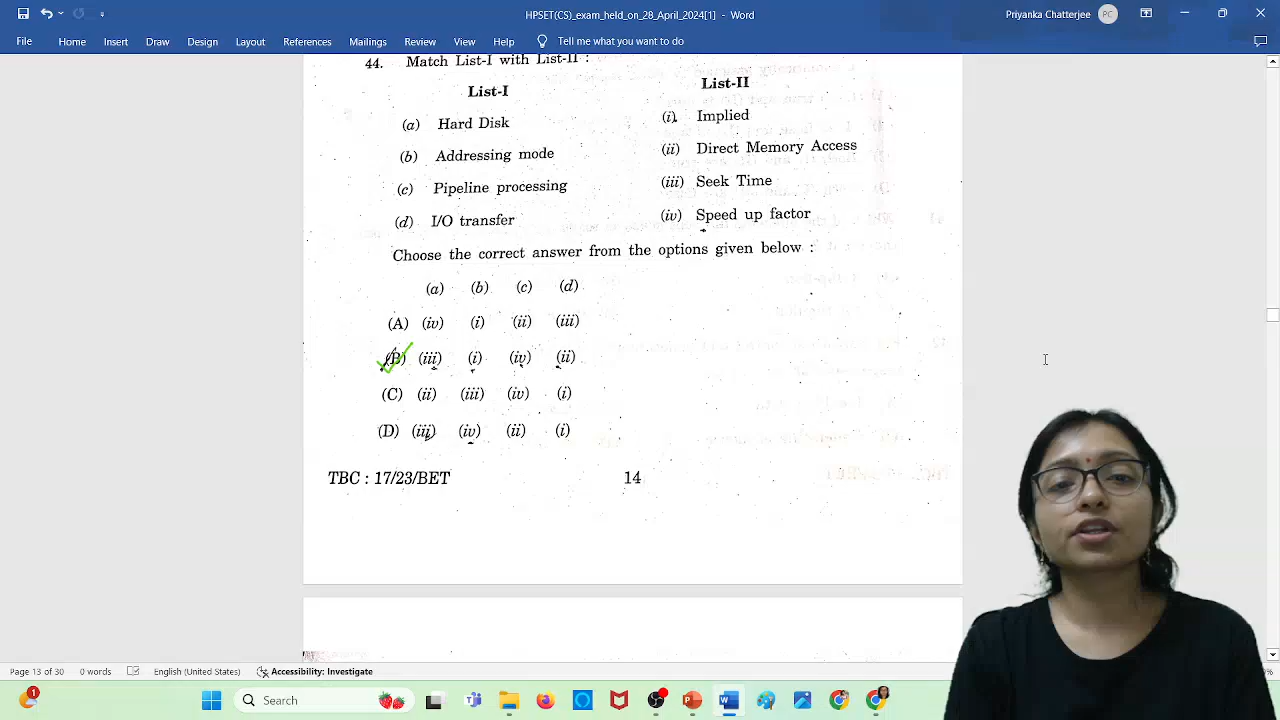 HPSET(CS)_exam_held_on_28_April_2024[1] - Word
Priyanka Chatterjee PC
File Home Insert Draw Design Layout References Mailings Review View Help Tell me what you want to do
44. Match List-I with List-II :
List-I List-II
(a) Hard Disk (i) Implied
(b) Addressing mode (ii) Direct Memory Access
(c) Pipeline processing (iii) Seek Time
(d) I/O transfer (iv) Speed up factor
Choose the correct answer from the options given below :
(a) (b) (c) (d)
(A) (iv) (i) (ii) (iii)
(B) (iii) (i) (iv) (ii)
(C) (ii) (iii) (iv) (i)
(D) (iii) (iv) (ii) (i)
TBC : 17/23/BET 14
Page 13 of 30 0 words English (United States) Accessibility: Investigate
1 Search